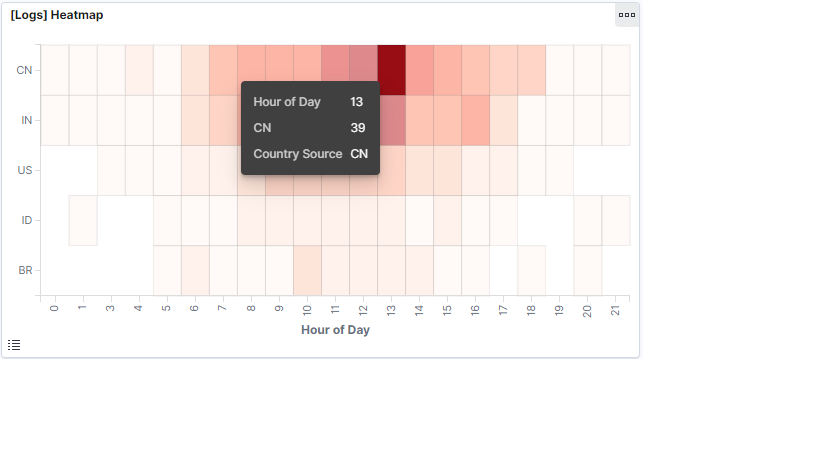 [Logs] Heatmap
CN
IN
US
ID
BR
Hour of Day 13
CN 39
Country Source CN
0 1 3 4 5 6 7 8 9 10 11 12 13 14 15 16 17 18 19 20 21
Hour of Day